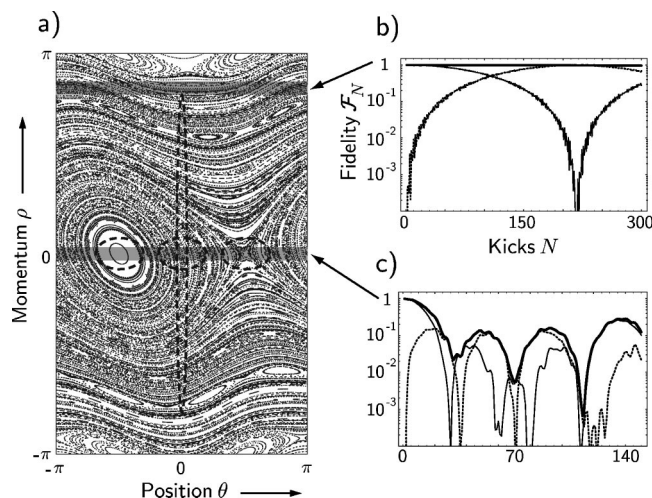 a)
π
0
-π
-π
0
π
Momentum ρ
Position θ
b)
1
10⁻¹
10⁻²
10⁻³
0
150
300
Fidelity 𝓕_N
Kicks N
c)
1
10⁻¹
10⁻²
10⁻³
0
70
140